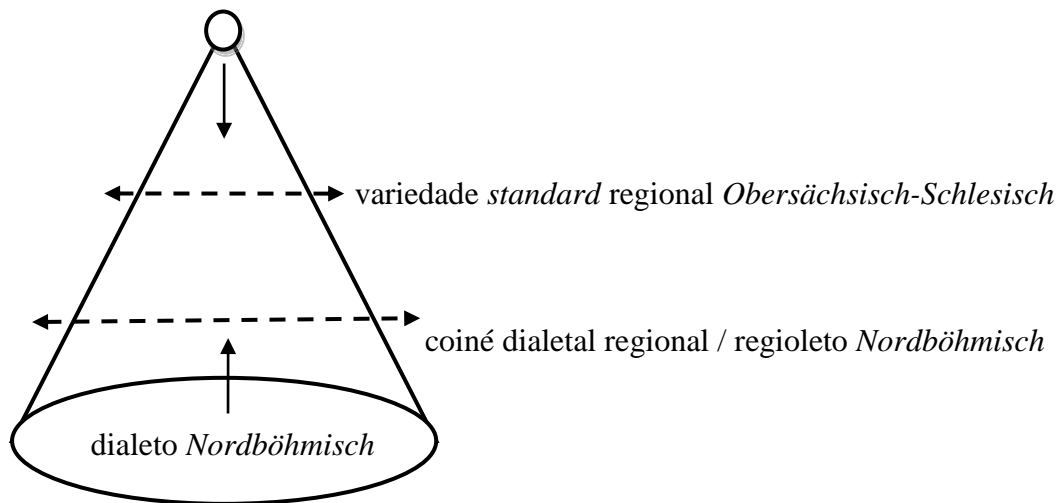 variedade standard regional Obersächsisch-Schlesisch
coiné dialetal regional / regioleto Nordböhmisch
dialeto Nordböhmisch